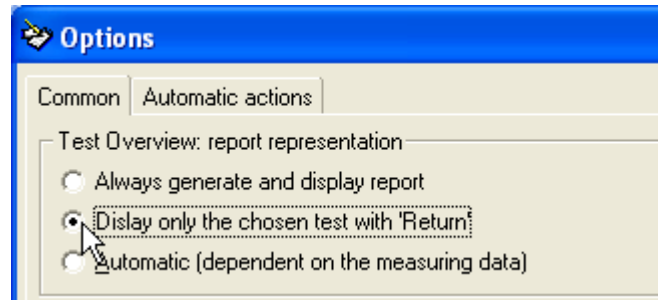 Options
Common Automatic actions
Test Overview: report representation
Always generate and display report
Dislay only the chosen test with 'Return'
Automatic (dependent on the measuring data)